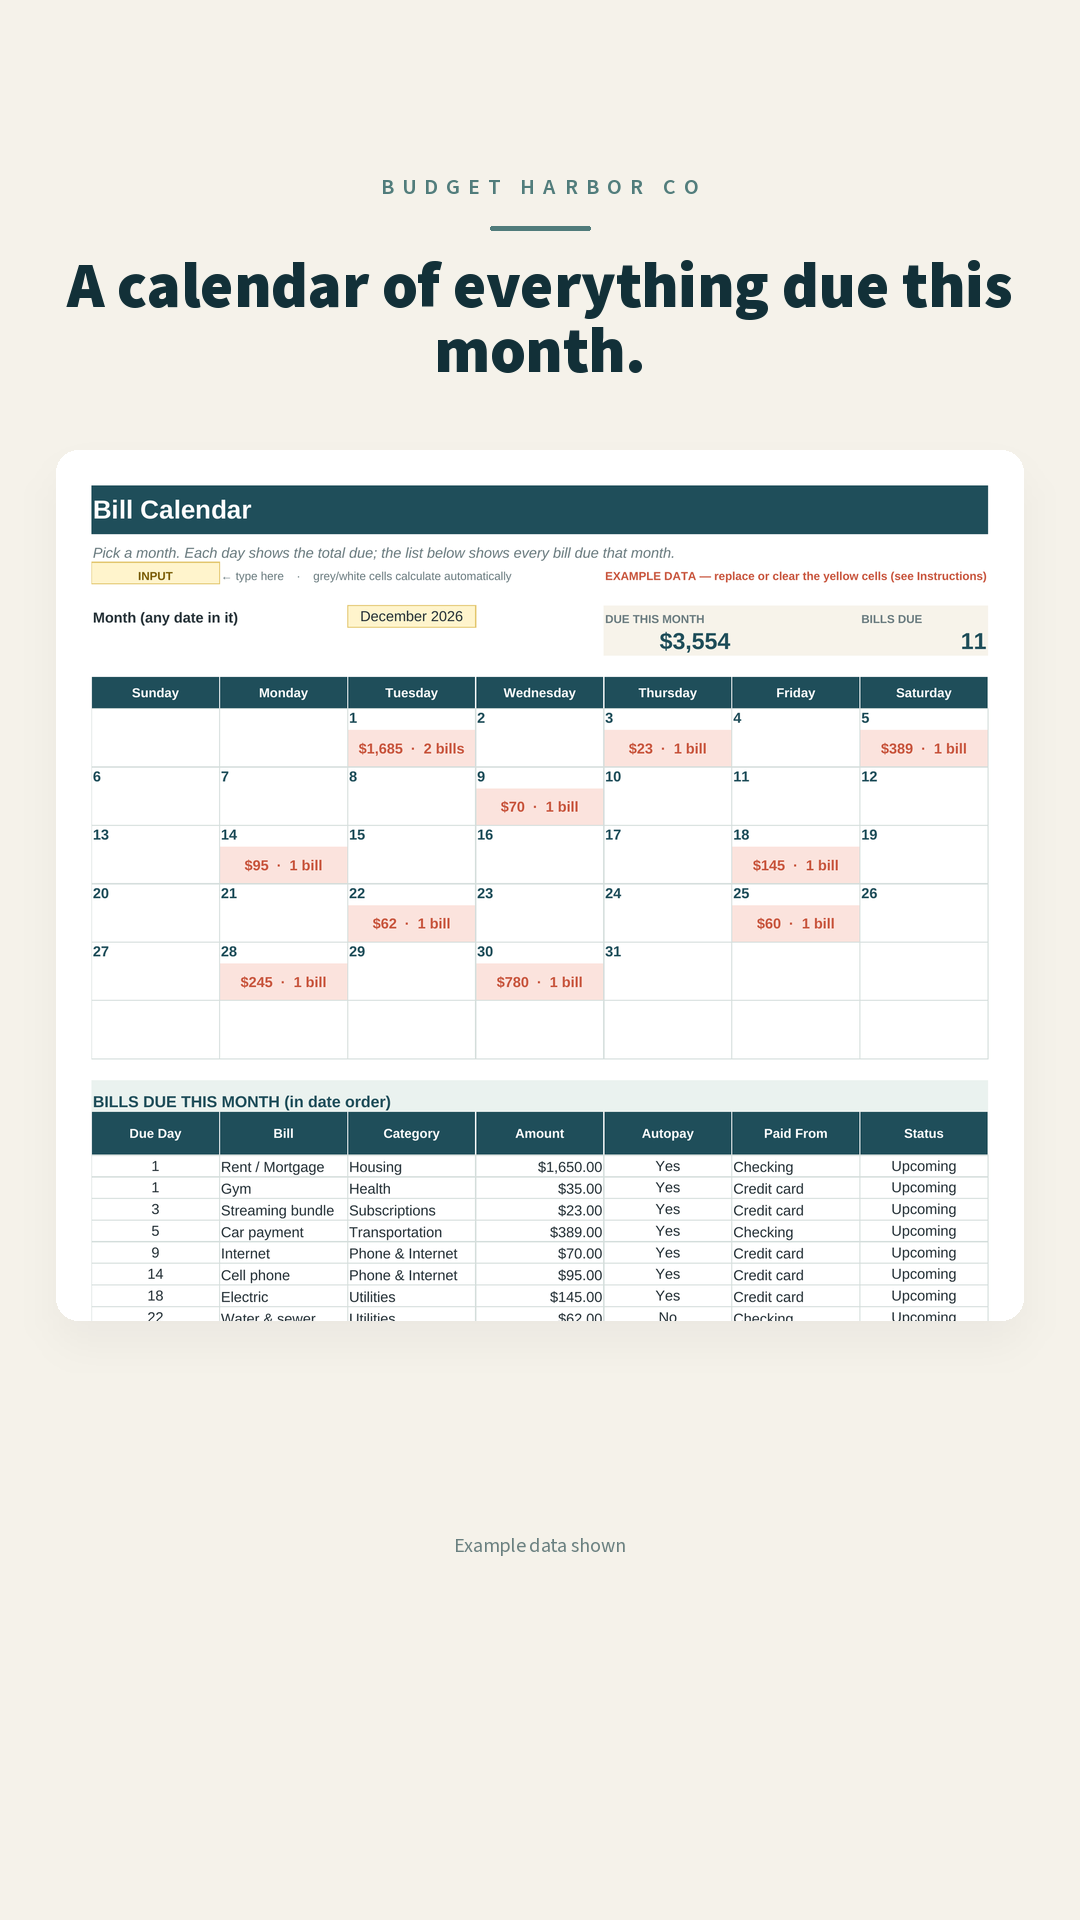 BUDGET HARBOR CO
A calendar of everything due this
month.
Bill Calendar
Pick a month. Each day shows the total due; the list below shows every bill due that month.
INPUT ← type here · grey/white cells calculate automatically EXAMPLE DATA — replace or clear the yellow cells (see Instructions)
Month (any date in it) December 2026 DUE THIS MONTH BILLS DUE
$3,554 11
Sunday Monday Tuesday Wednesday Thursday Friday Saturday
1 2 3 4 5
$1,685 · 2 bills $23 · 1 bill $389 · 1 bill
6 7 8 9 10 11 12
$70 · 1 bill
13 14 15 16 17 18 19
$95 · 1 bill $145 · 1 bill
20 21 22 23 24 25 26
$62 · 1 bill $60 · 1 bill
27 28 29 30 31
$245 · 1 bill $780 · 1 bill
BILLS DUE THIS MONTH (in date order)
Due Day Bill Category Amount Autopay Paid From Status
1 Rent / Mortgage Housing $1,650.00 Yes Checking Upcoming
1 Gym Health $35.00 Yes Credit card Upcoming
3 Streaming bundle Subscriptions $23.00 Yes Credit card Upcoming
5 Car payment Transportation $389.00 Yes Checking Upcoming
9 Internet Phone & Internet $70.00 Yes Credit card Upcoming
14 Cell phone Phone & Internet $95.00 Yes Credit card Upcoming
18 Electric Utilities $145.00 Yes Credit card Upcoming
22 Water & sewer Utilities $62.00 No Checking Upcoming
Example data shown